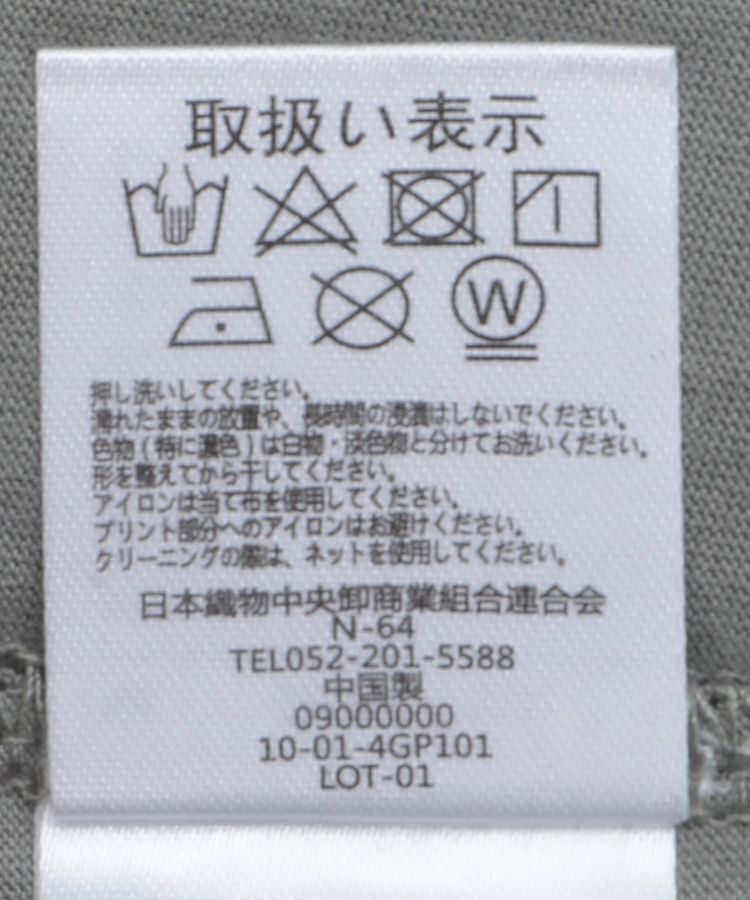 取扱い表示
W
押し洗いしてください。
濡れたままの放置や、長時間の浸漬はしないでください。
色物(特に濃色)は白物・淡色物と分けてお洗いください。
形を整えてから干してください。
アイロンは当て布を使用してください。
プリント部分へのアイロンはお避けください。
クリーニングの際は、ネットを使用してください。
日本織物中央卸商業組合連合会
N-64
TEL052-201-5588
中国製
09000000
10-01-4GP101
LOT-01